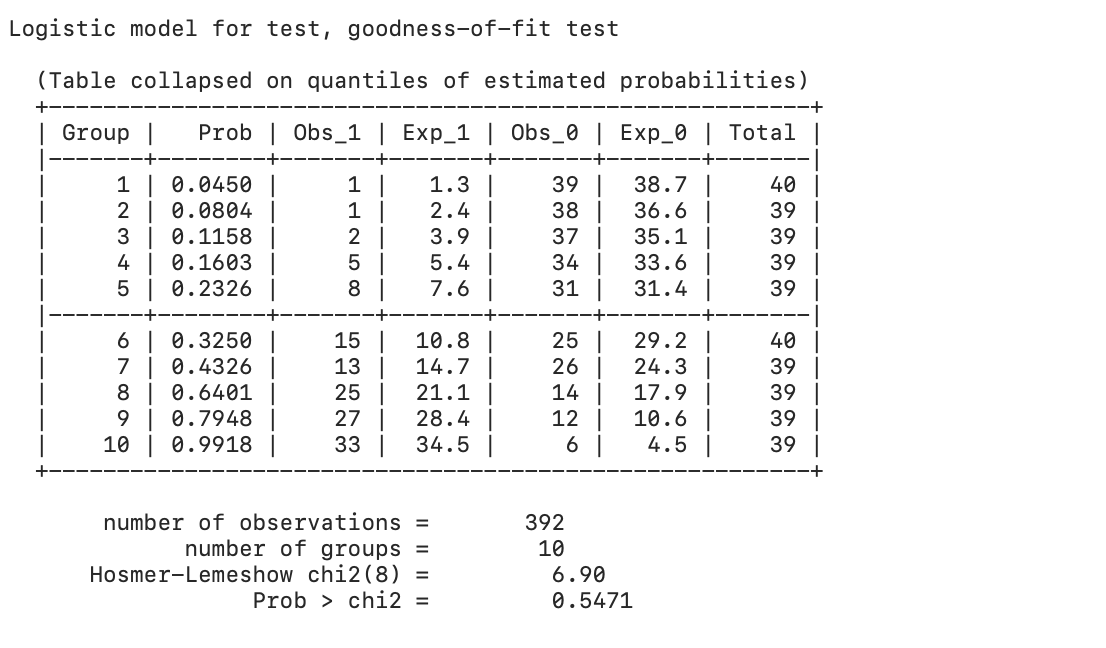 Logistic model for test, goodness-of-fit test
(Table collapsed on quantiles of estimated probabilities)
| Group | Prob | Obs_1 | Exp_1 | Obs_0 | Exp_0 | Total |
| 1 | 0.0450 | 1 | 1.3 | 39 | 38.7 | 40 |
| 2 | 0.0804 | 1 | 2.4 | 38 | 36.6 | 39 |
| 3 | 0.1158 | 2 | 3.9 | 37 | 35.1 | 39 |
| 4 | 0.1603 | 5 | 5.4 | 34 | 33.6 | 39 |
| 5 | 0.2326 | 8 | 7.6 | 31 | 31.4 | 39 |
| 6 | 0.3250 | 15 | 10.8 | 25 | 29.2 | 40 |
| 7 | 0.4326 | 13 | 14.7 | 26 | 24.3 | 39 |
| 8 | 0.6401 | 25 | 21.1 | 14 | 17.9 | 39 |
| 9 | 0.7948 | 27 | 28.4 | 12 | 10.6 | 39 |
| 10 | 0.9918 | 33 | 34.5 | 6 | 4.5 | 39 |
number of observations = 392
number of groups = 10
Hosmer-Lemeshow chi2(8) = 6.90
Prob > chi2 = 0.5471